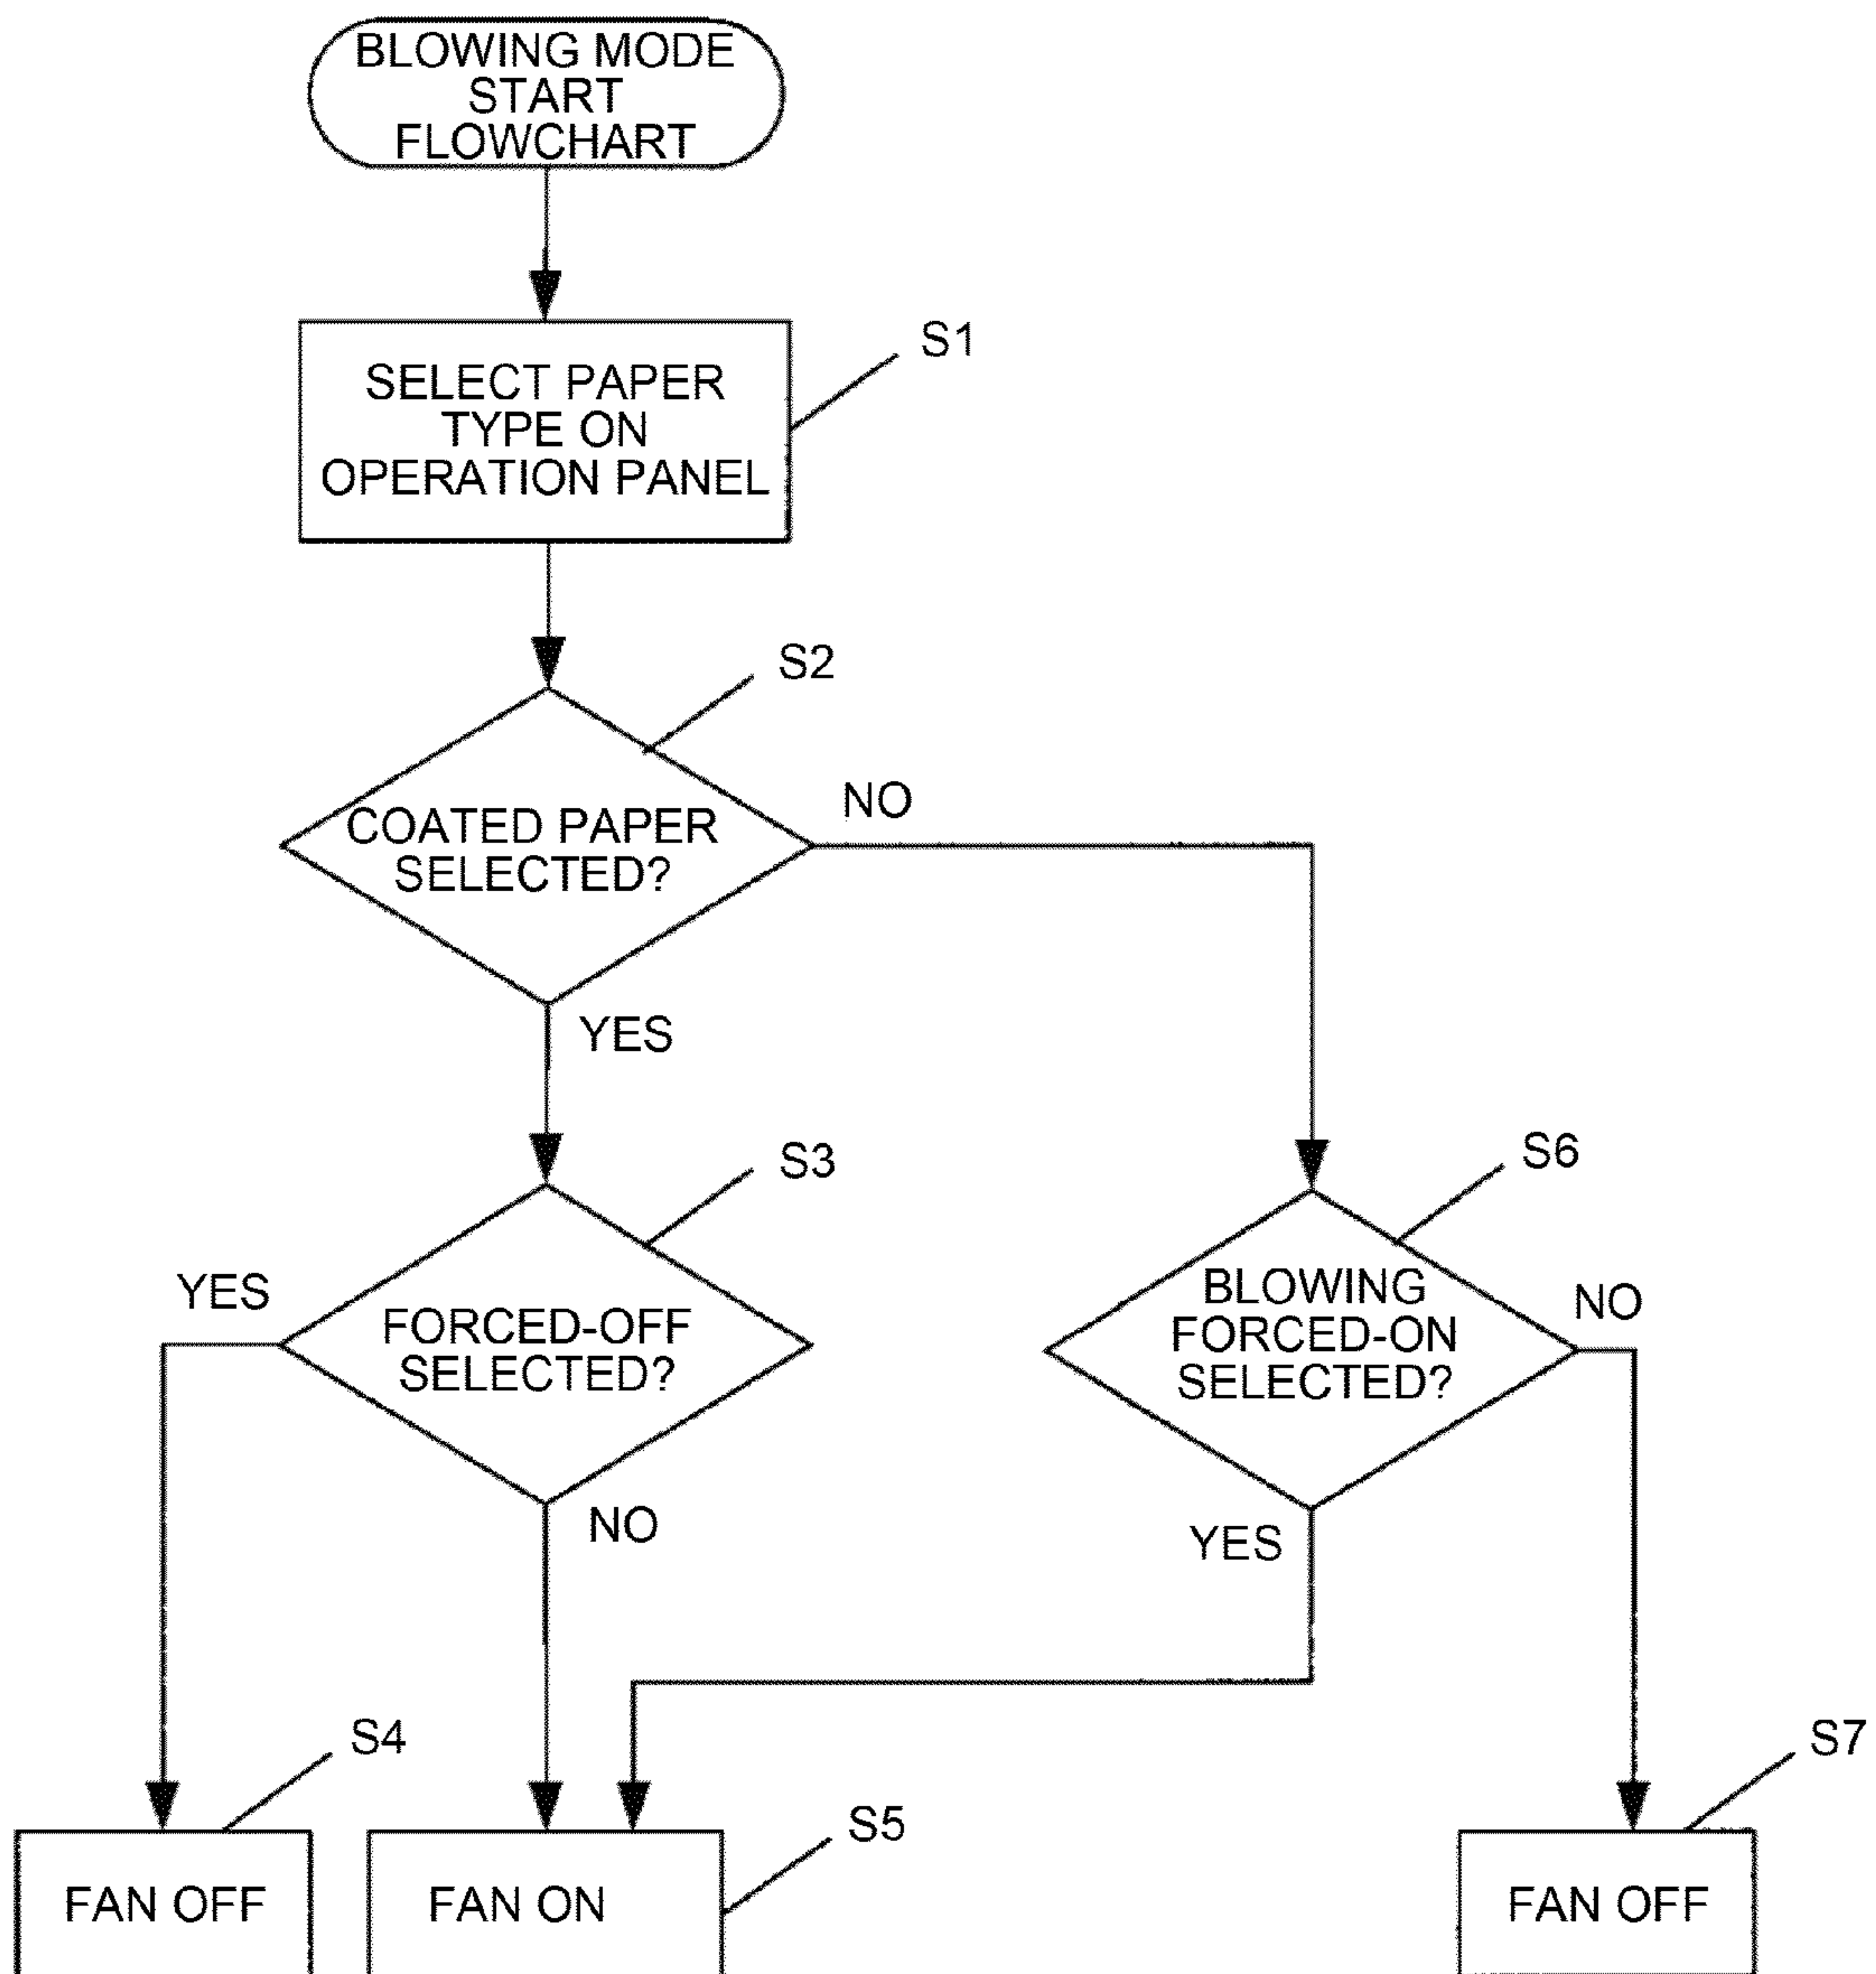 BLOWING MODE
START
FLOWCHART
SELECT PAPER
TYPE ON
OPERATION PANEL
S1
S2
COATED PAPER
SELECTED?
NO
YES
S3
S6
YES
FORCED-OFF
SELECTED?
NO
BLOWING
FORCED-ON
SELECTED?
NO
YES
S4
FAN OFF
S5
FAN ON
S7
FAN OFF